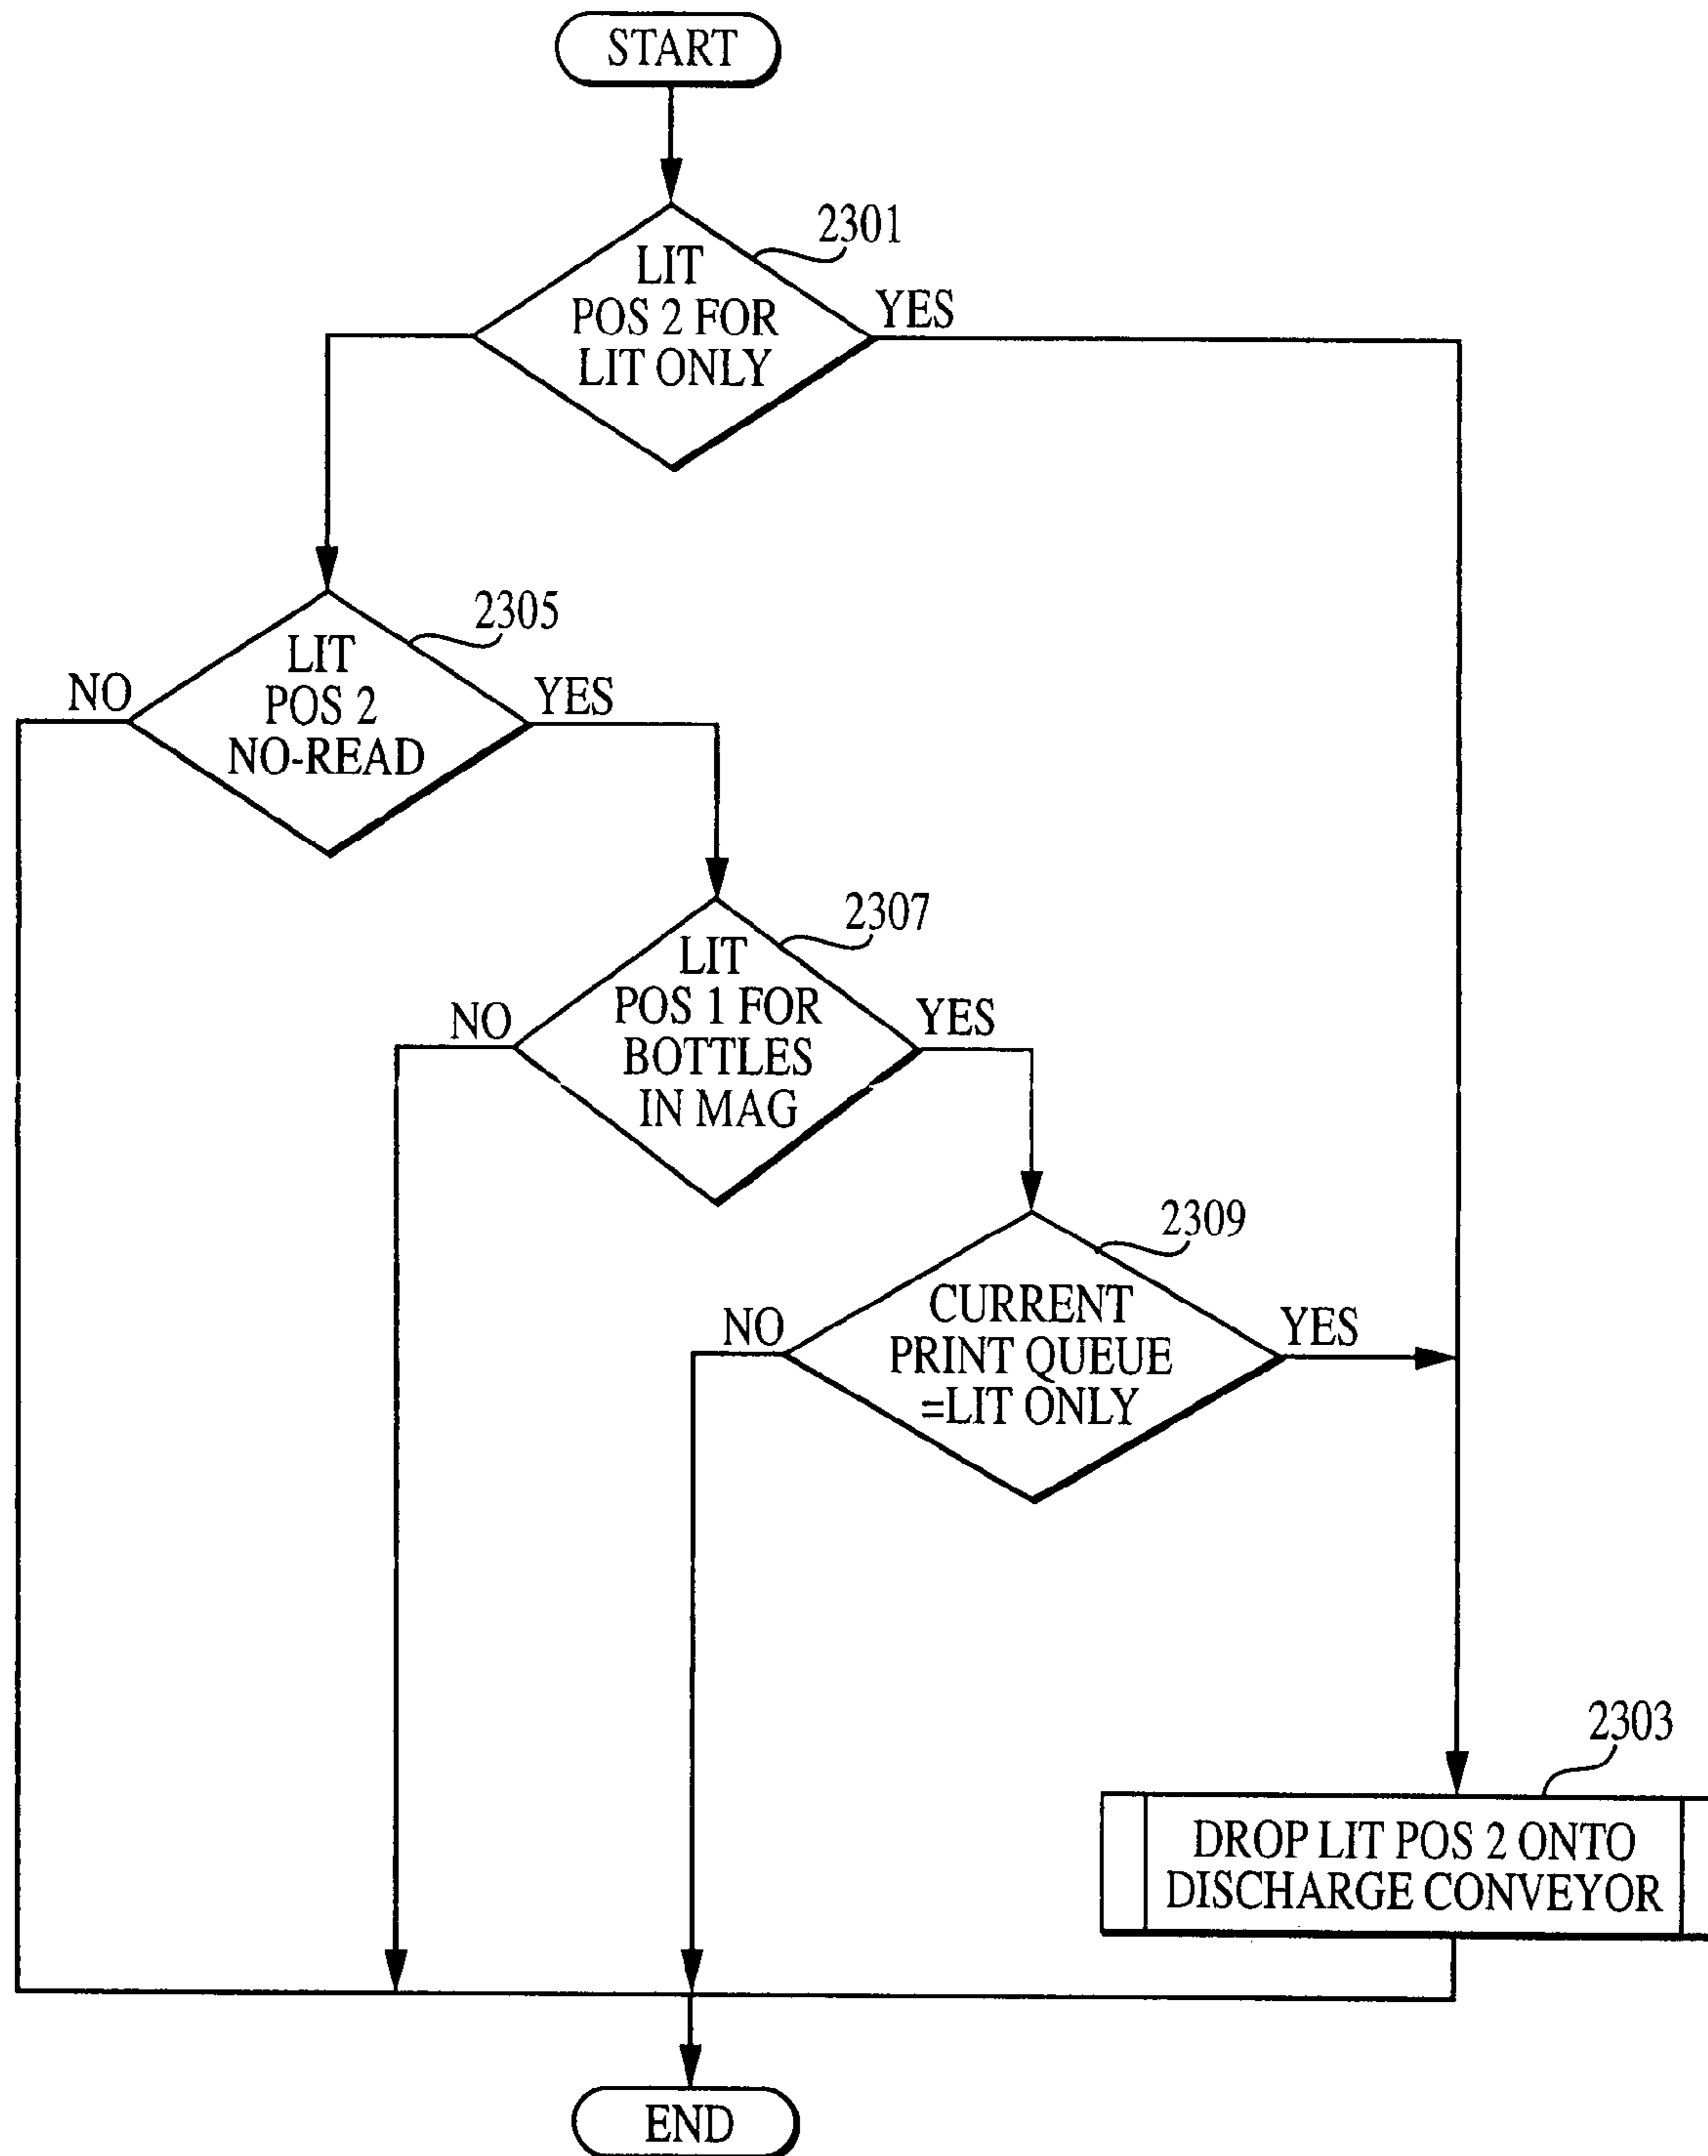 START
2301
LIT
POS 2 FOR
LIT ONLY
YES
2305
LIT
POS 2
NO-READ
NO
YES
2307
LIT
POS 1 FOR
BOTTLES
IN MAG
NO
YES
2309
CURRENT
PRINT QUEUE
=LIT ONLY
NO
YES
2303
DROP LIT POS 2 ONTO
DISCHARGE CONVEYOR
END